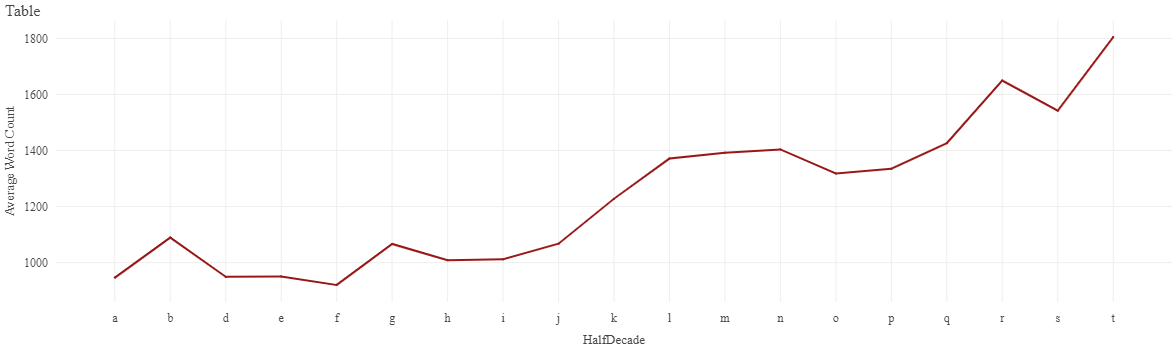 Table
1800
1600
1400
1200
1000
Average Word Count
a b d e f g h i j k l m n o p q r s t
HalfDecade